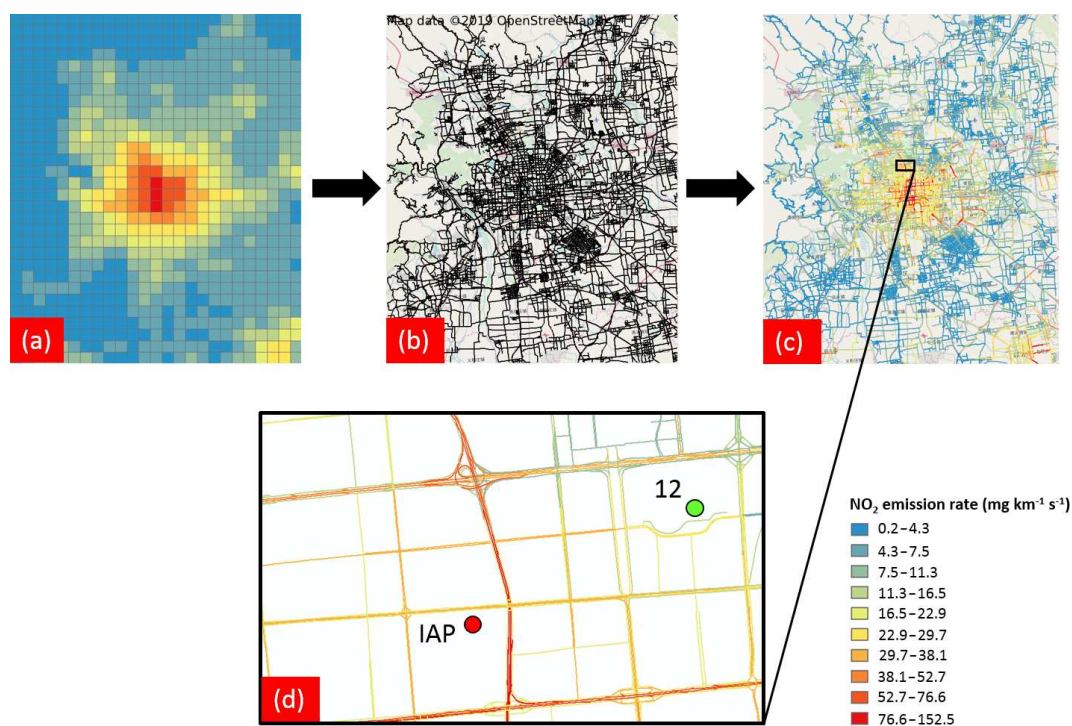 Map data ©2019 OpenStreetMap
(a)
(b)
(c)
12
IAP
(d)
NO₂ emission rate (mg km⁻¹ s⁻¹)
0.2–4.3
4.3–7.5
7.5–11.3
11.3–16.5
16.5–22.9
22.9–29.7
29.7–38.1
38.1–52.7
52.7–76.6
76.6–152.5